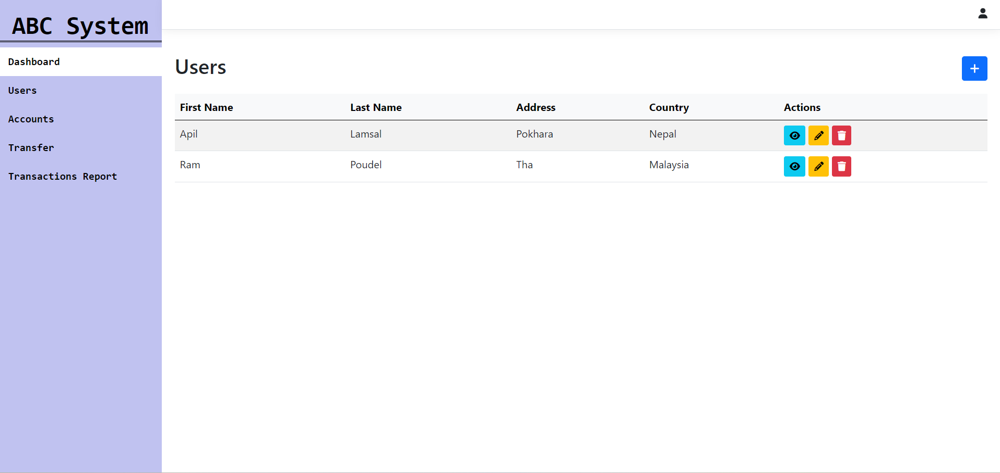 ABC System
Dashboard
Users
Accounts
Transfer
Transactions Report
Users
First Name Last Name Address Country Actions
Apil Lamsal Pokhara Nepal
Ram Poudel Tha Malaysia